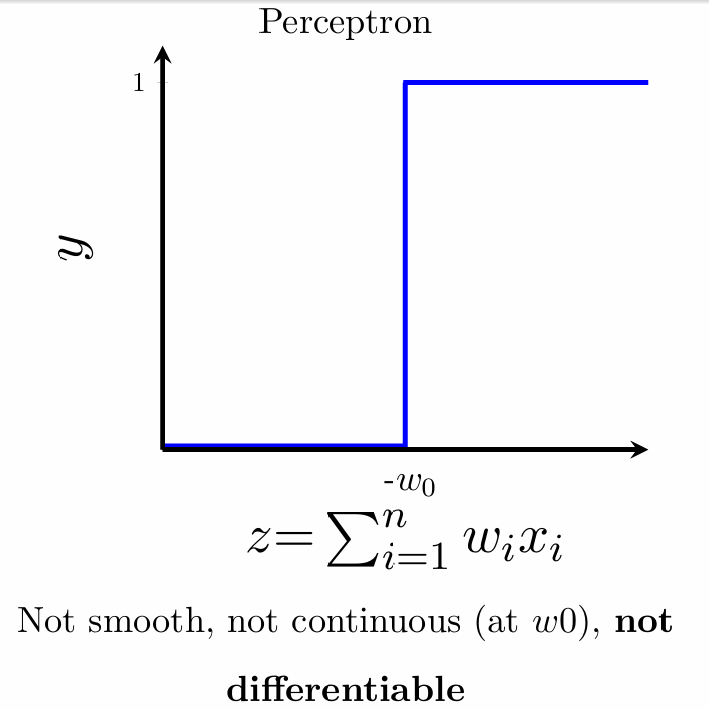 Perceptron
1
y
-w₀
z=∑ⁿᵢ₌₁ wᵢxᵢ
Not smooth, not continuous (at w0), not
differentiable